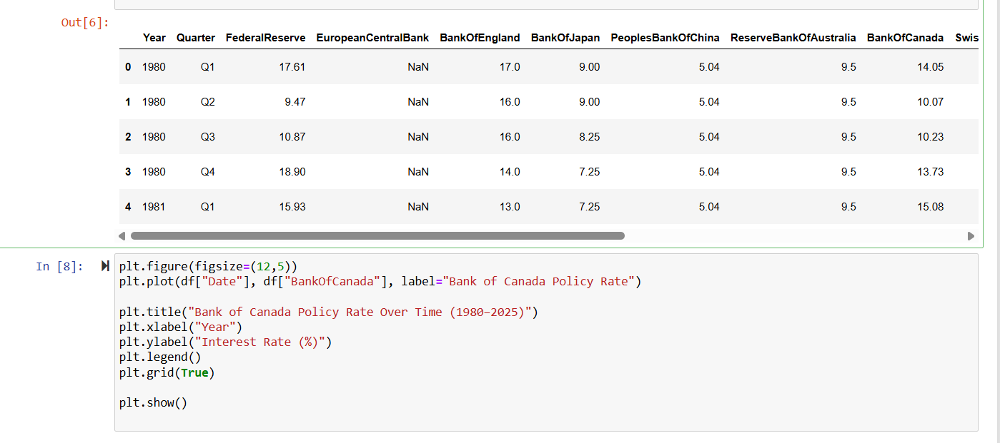 Out[6]:
Year Quarter FederalReserve EuropeanCentralBank BankOfEngland BankOfJapan PeoplesBankOfChina ReserveBankOfAustralia BankOfCanada Swis
0 1980 Q1 17.61 NaN 17.0 9.00 5.04 9.5 14.05
1 1980 Q2 9.47 NaN 16.0 9.00 5.04 9.5 10.07
2 1980 Q3 10.87 NaN 16.0 8.25 5.04 9.5 10.23
3 1980 Q4 18.90 NaN 14.0 7.25 5.04 9.5 13.73
4 1981 Q1 15.93 NaN 13.0 7.25 5.04 9.5 15.08
In [8]:
plt.figure(figsize=(12,5))
plt.plot(df["Date"], df["BankOfCanada"], label="Bank of Canada Policy Rate")
plt.title("Bank of Canada Policy Rate Over Time (1980–2025)")
plt.xlabel("Year")
plt.ylabel("Interest Rate (%)")
plt.legend()
plt.grid(True)
plt.show()